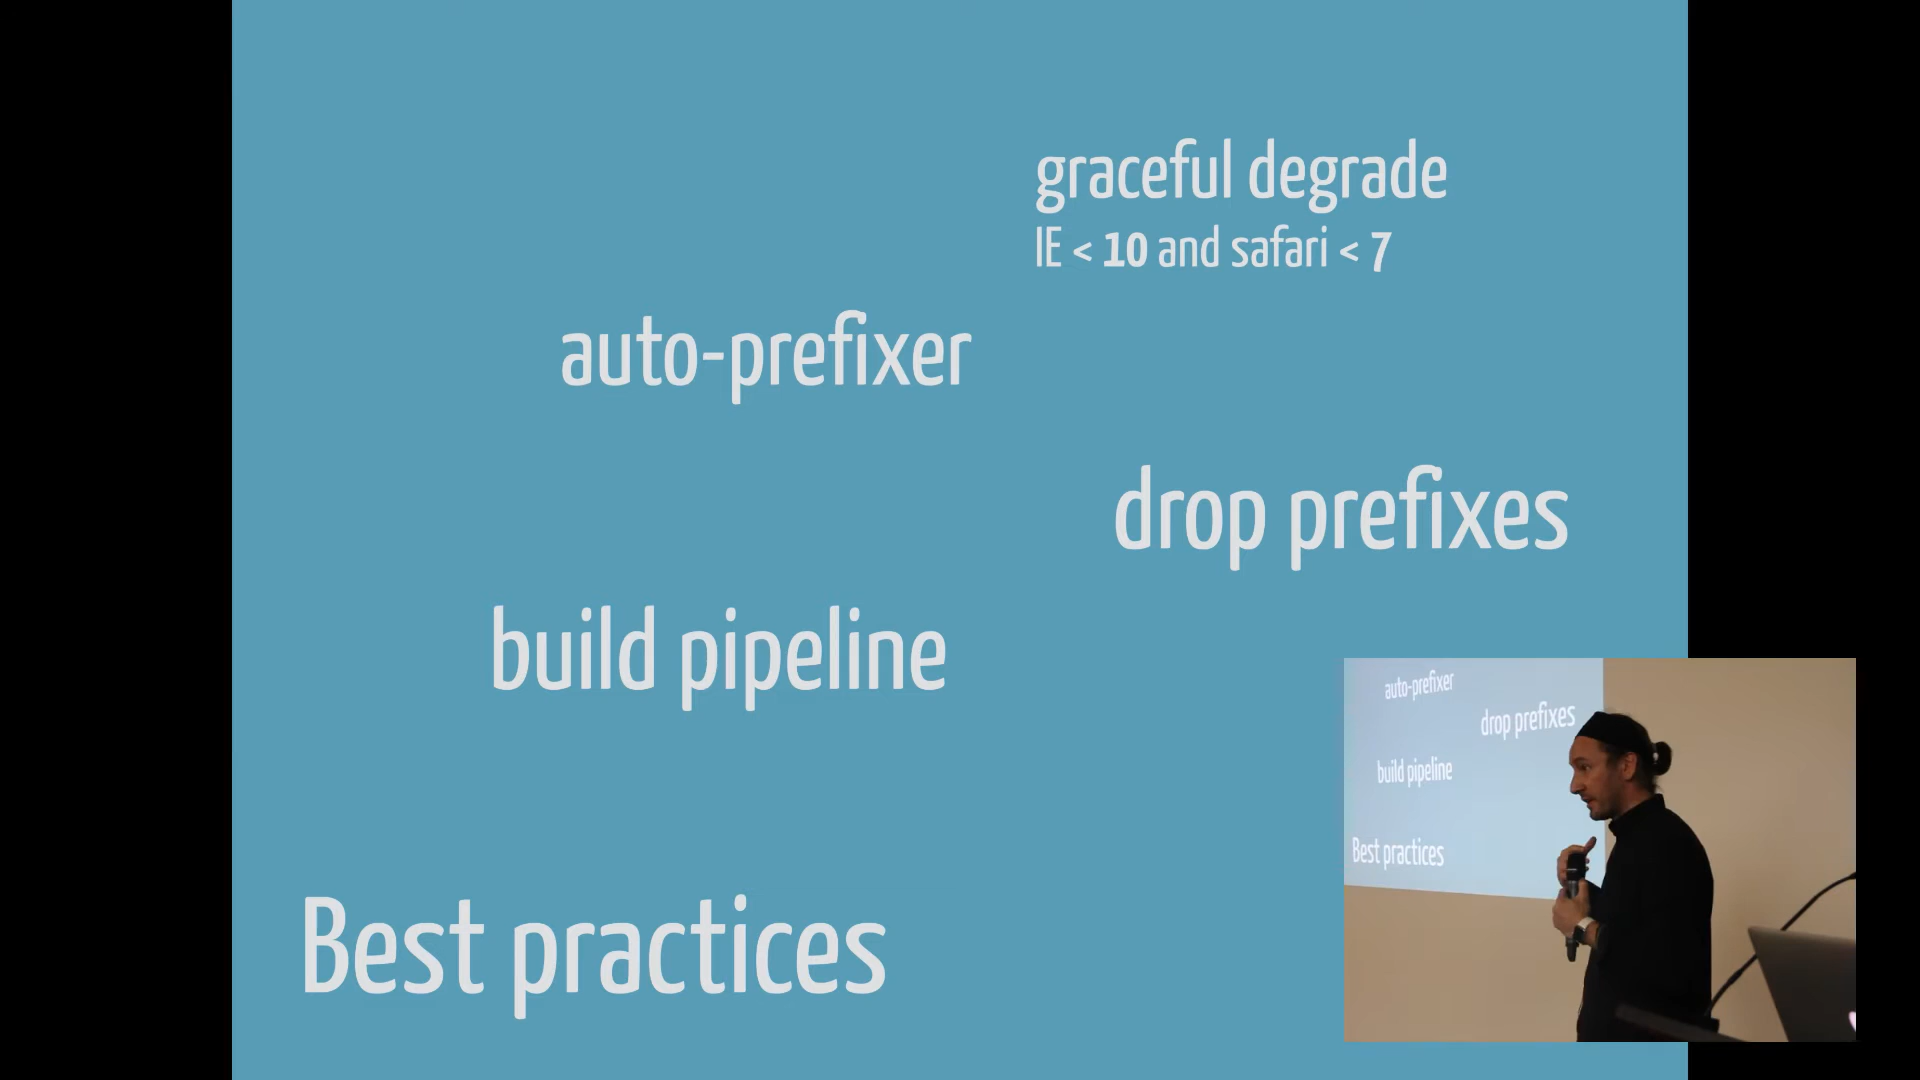 graceful degrade
IE < 10 and safari < 7
auto-prefixer
drop prefixes
build pipeline
Best practices
auto-prefixer
drop prefixes
build pipeline
Best practices